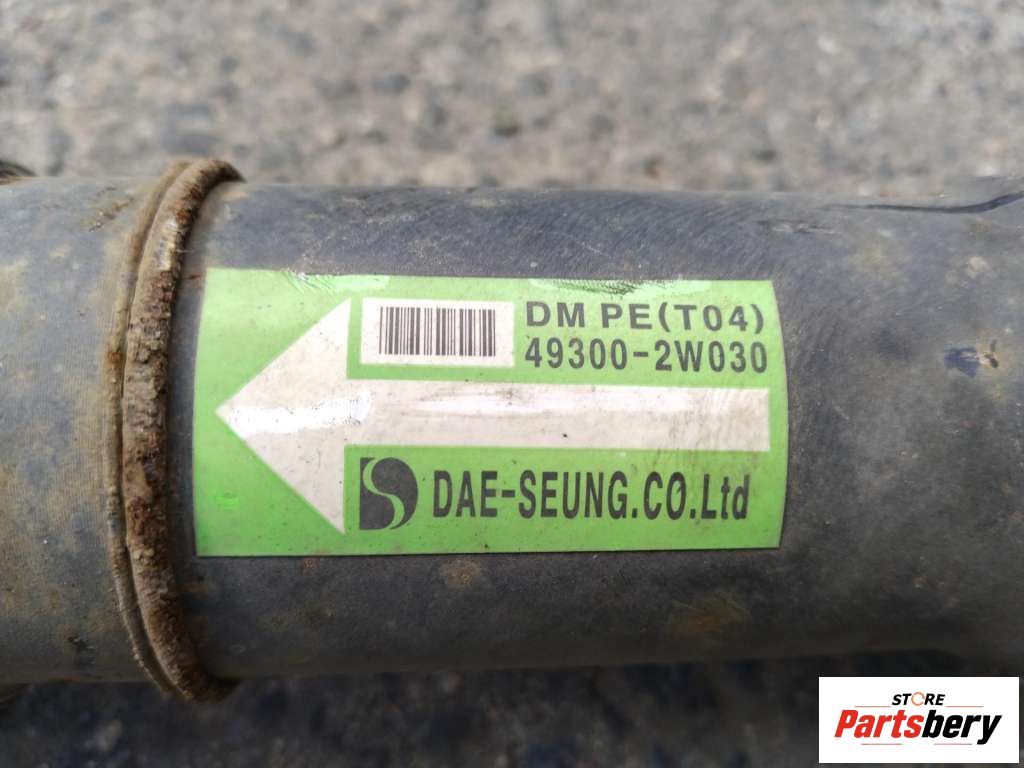 DM PE(T04)
49300-2W030
DAE-SEUNG.CO.Ltd
STORE
Partsbery